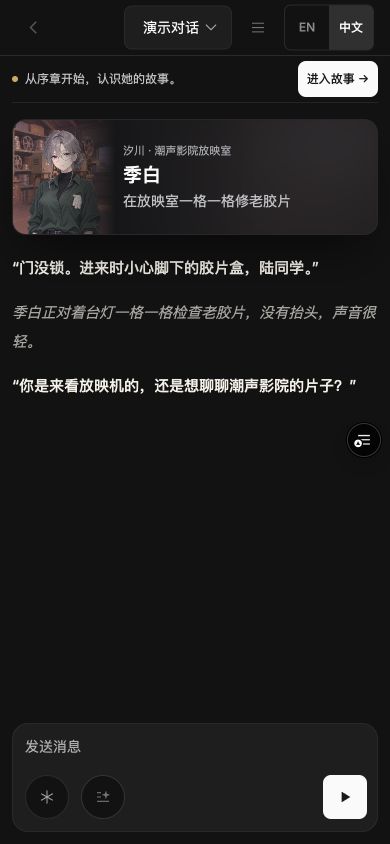 演示对话
EN
中文
从序章开始，认识她的故事。
进入故事 →
汐川 · 潮声影院放映室
季白
在放映室一格一格修老胶片
“门没锁。进来时小心脚下的胶片盒，陆同学。”
季白正对着台灯一格一格检查老胶片，没有抬头，声音很
轻。
“你是来看放映机的，还是想聊聊潮声影院的片子？”
发送消息